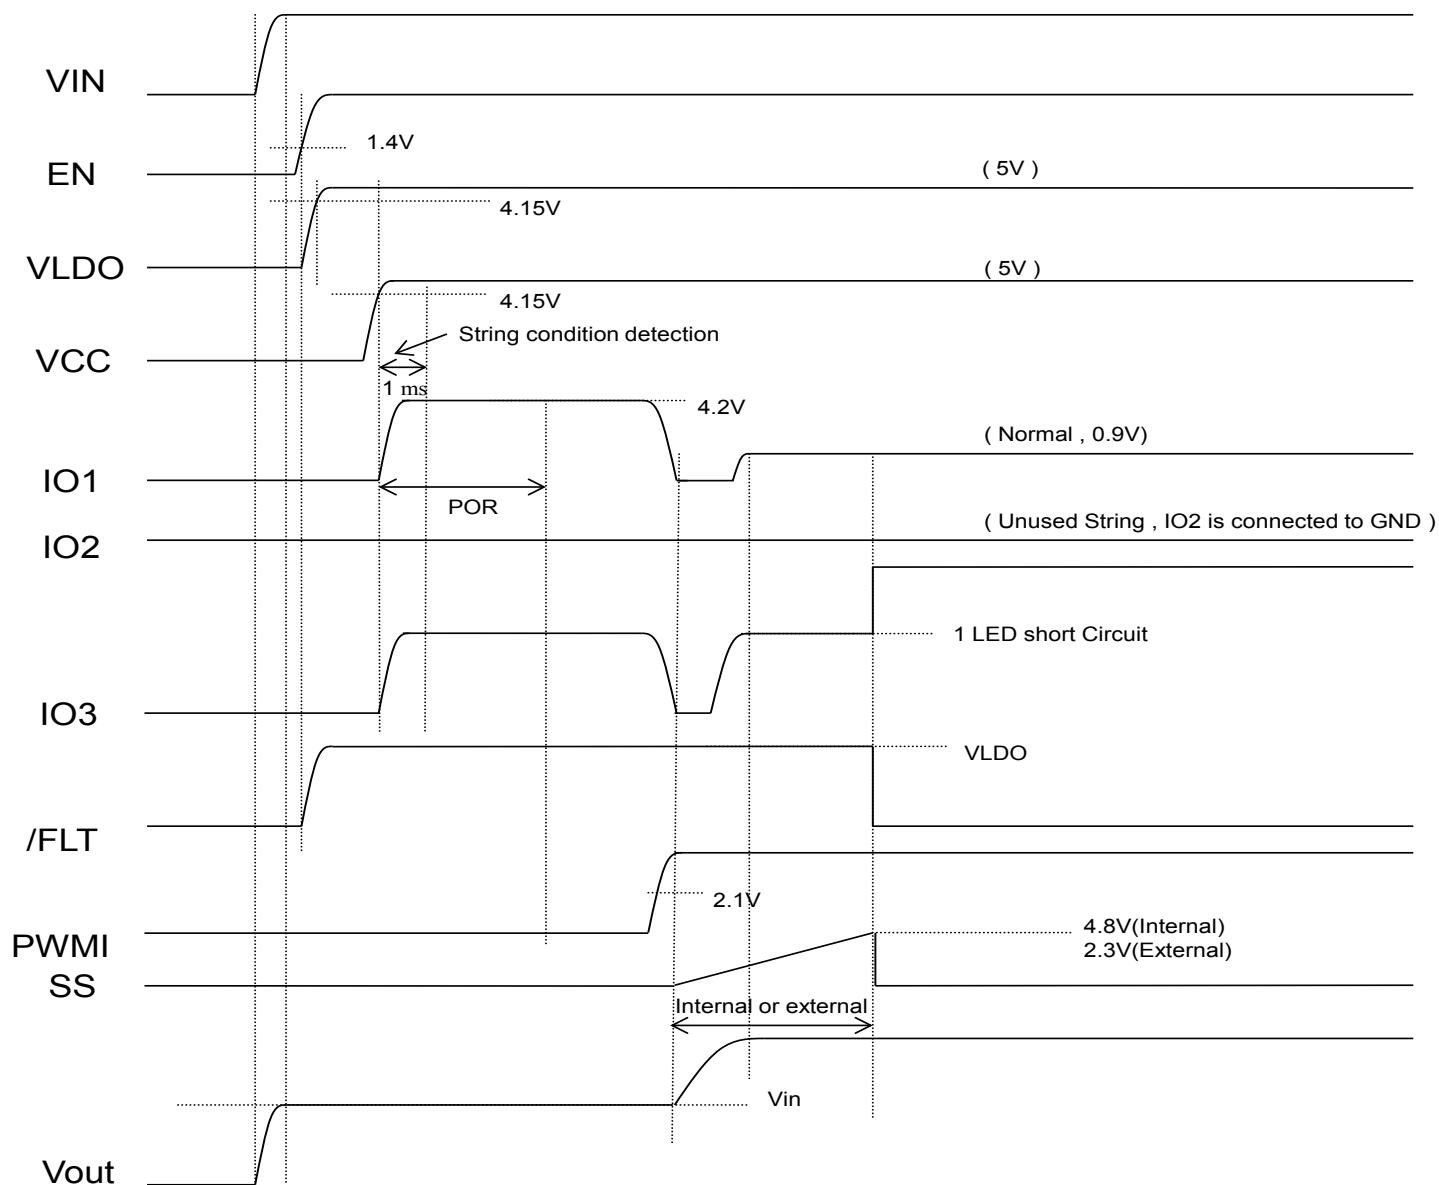 VIN
1.4V
EN
( 5V )
4.15V
VLDO
( 5V )
4.15V
String condition detection
VCC
1 ms
4.2V
( Normal , 0.9V)
IO1
POR
( Unused String , IO2 is connected to GND )
IO2
1 LED short Circuit
IO3
VLDO
/FLT
2.1V
4.8V(Internal)
PWMI
2.3V(External)
SS
Internal or external
Vin
Vout